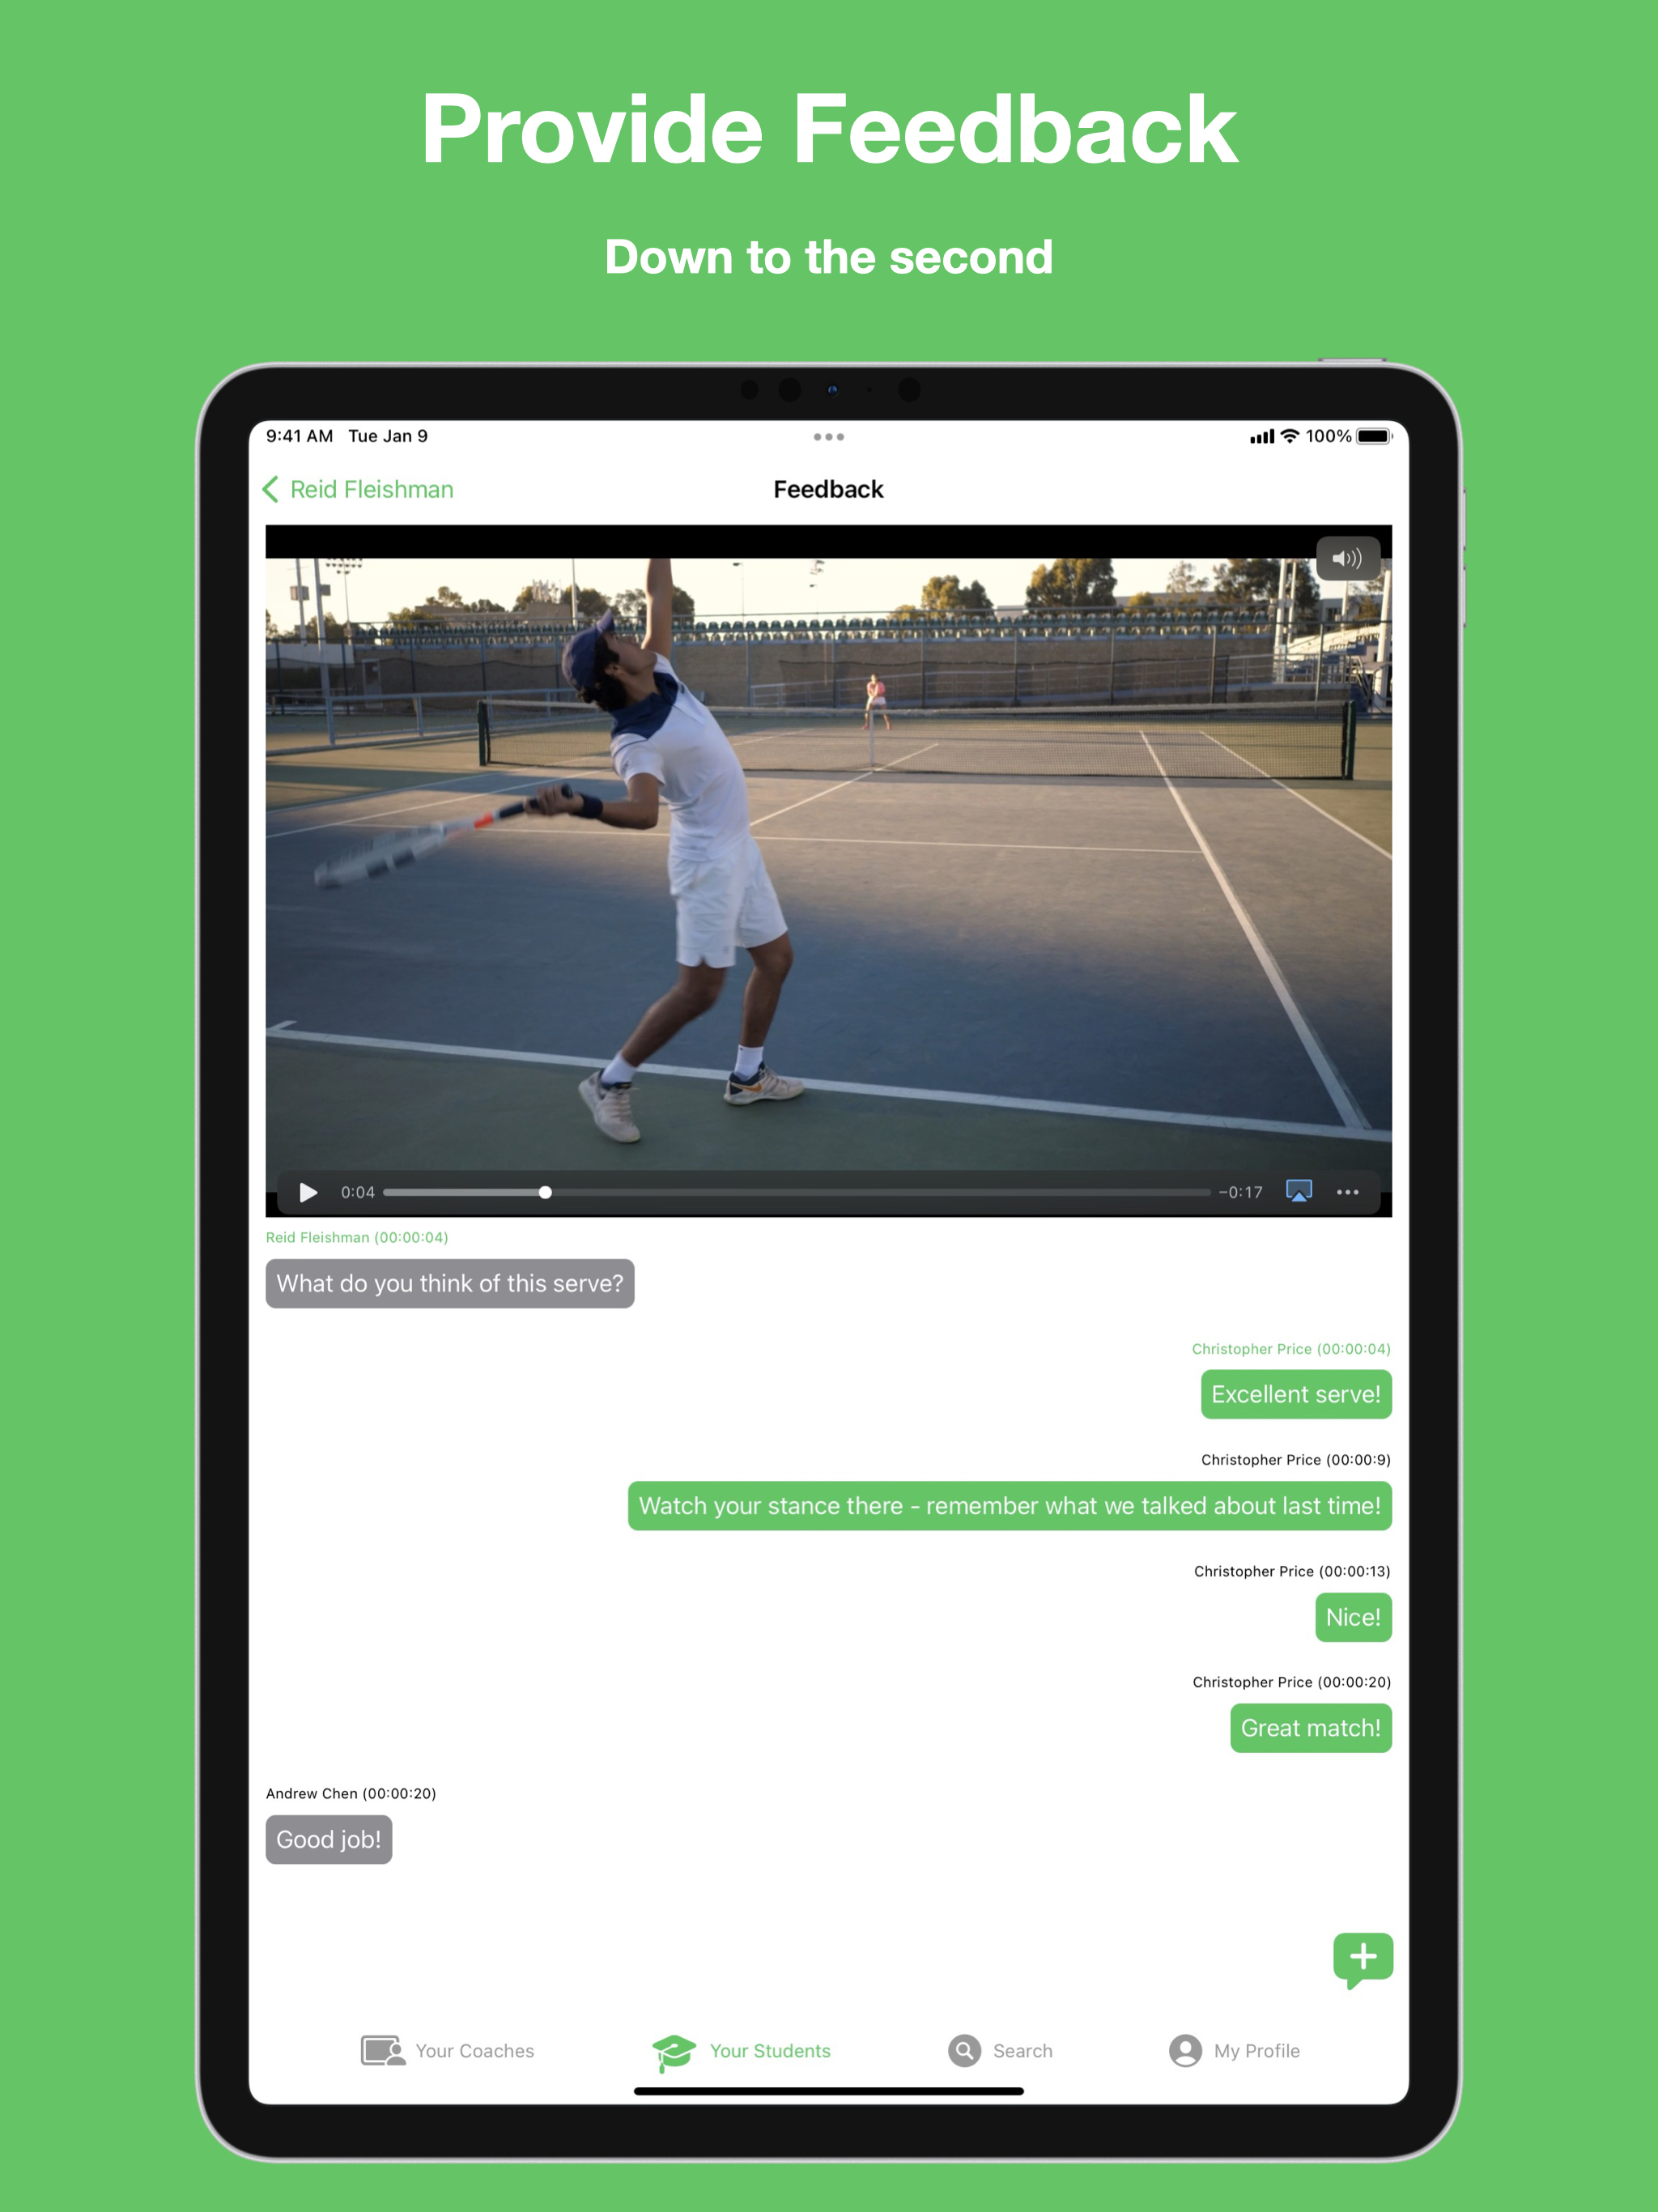 Provide Feedback
Down to the second
9:41 AM Tue Jan 9
100%
Reid Fleishman
Feedback
0:04
-0:17
Reid Fleishman (00:00:04)
What do you think of this serve?
Christopher Price (00:00:04)
Excellent serve!
Christopher Price (00:00:9)
Watch your stance there - remember what we talked about last time!
Christopher Price (00:00:13)
Nice!
Christopher Price (00:00:20)
Great match!
Andrew Chen (00:00:20)
Good job!
Your Coaches
Your Students
Search
My Profile